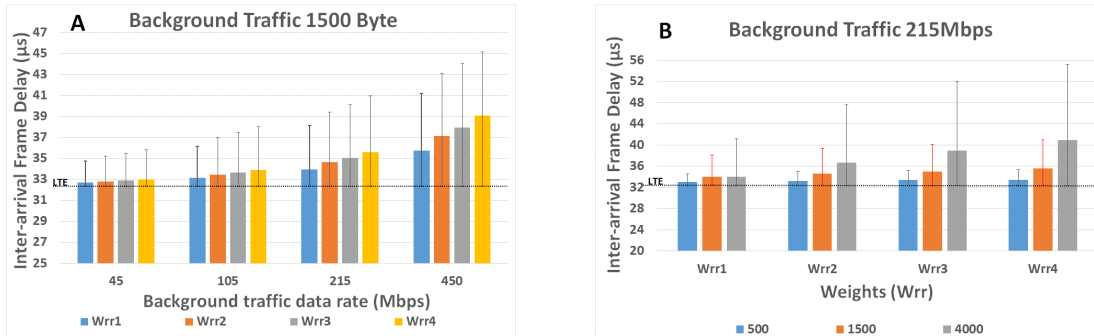 A
Background Traffic 1500 Byte
Inter-arrival Frame Delay (µs)
47
45
43
41
39
37
35
33
31
29
27
25
LTE
45
105
215
450
Background traffic data rate (Mbps)
Wrr1
Wrr2
Wrr3
Wrr4
B
Background Traffic 215Mbps
Inter-arrival Frame Delay (µs)
56
52
48
44
40
36
32
28
24
20
LTE
Wrr1
Wrr2
Wrr3
Wrr4
Weights (Wrr)
500
1500
4000